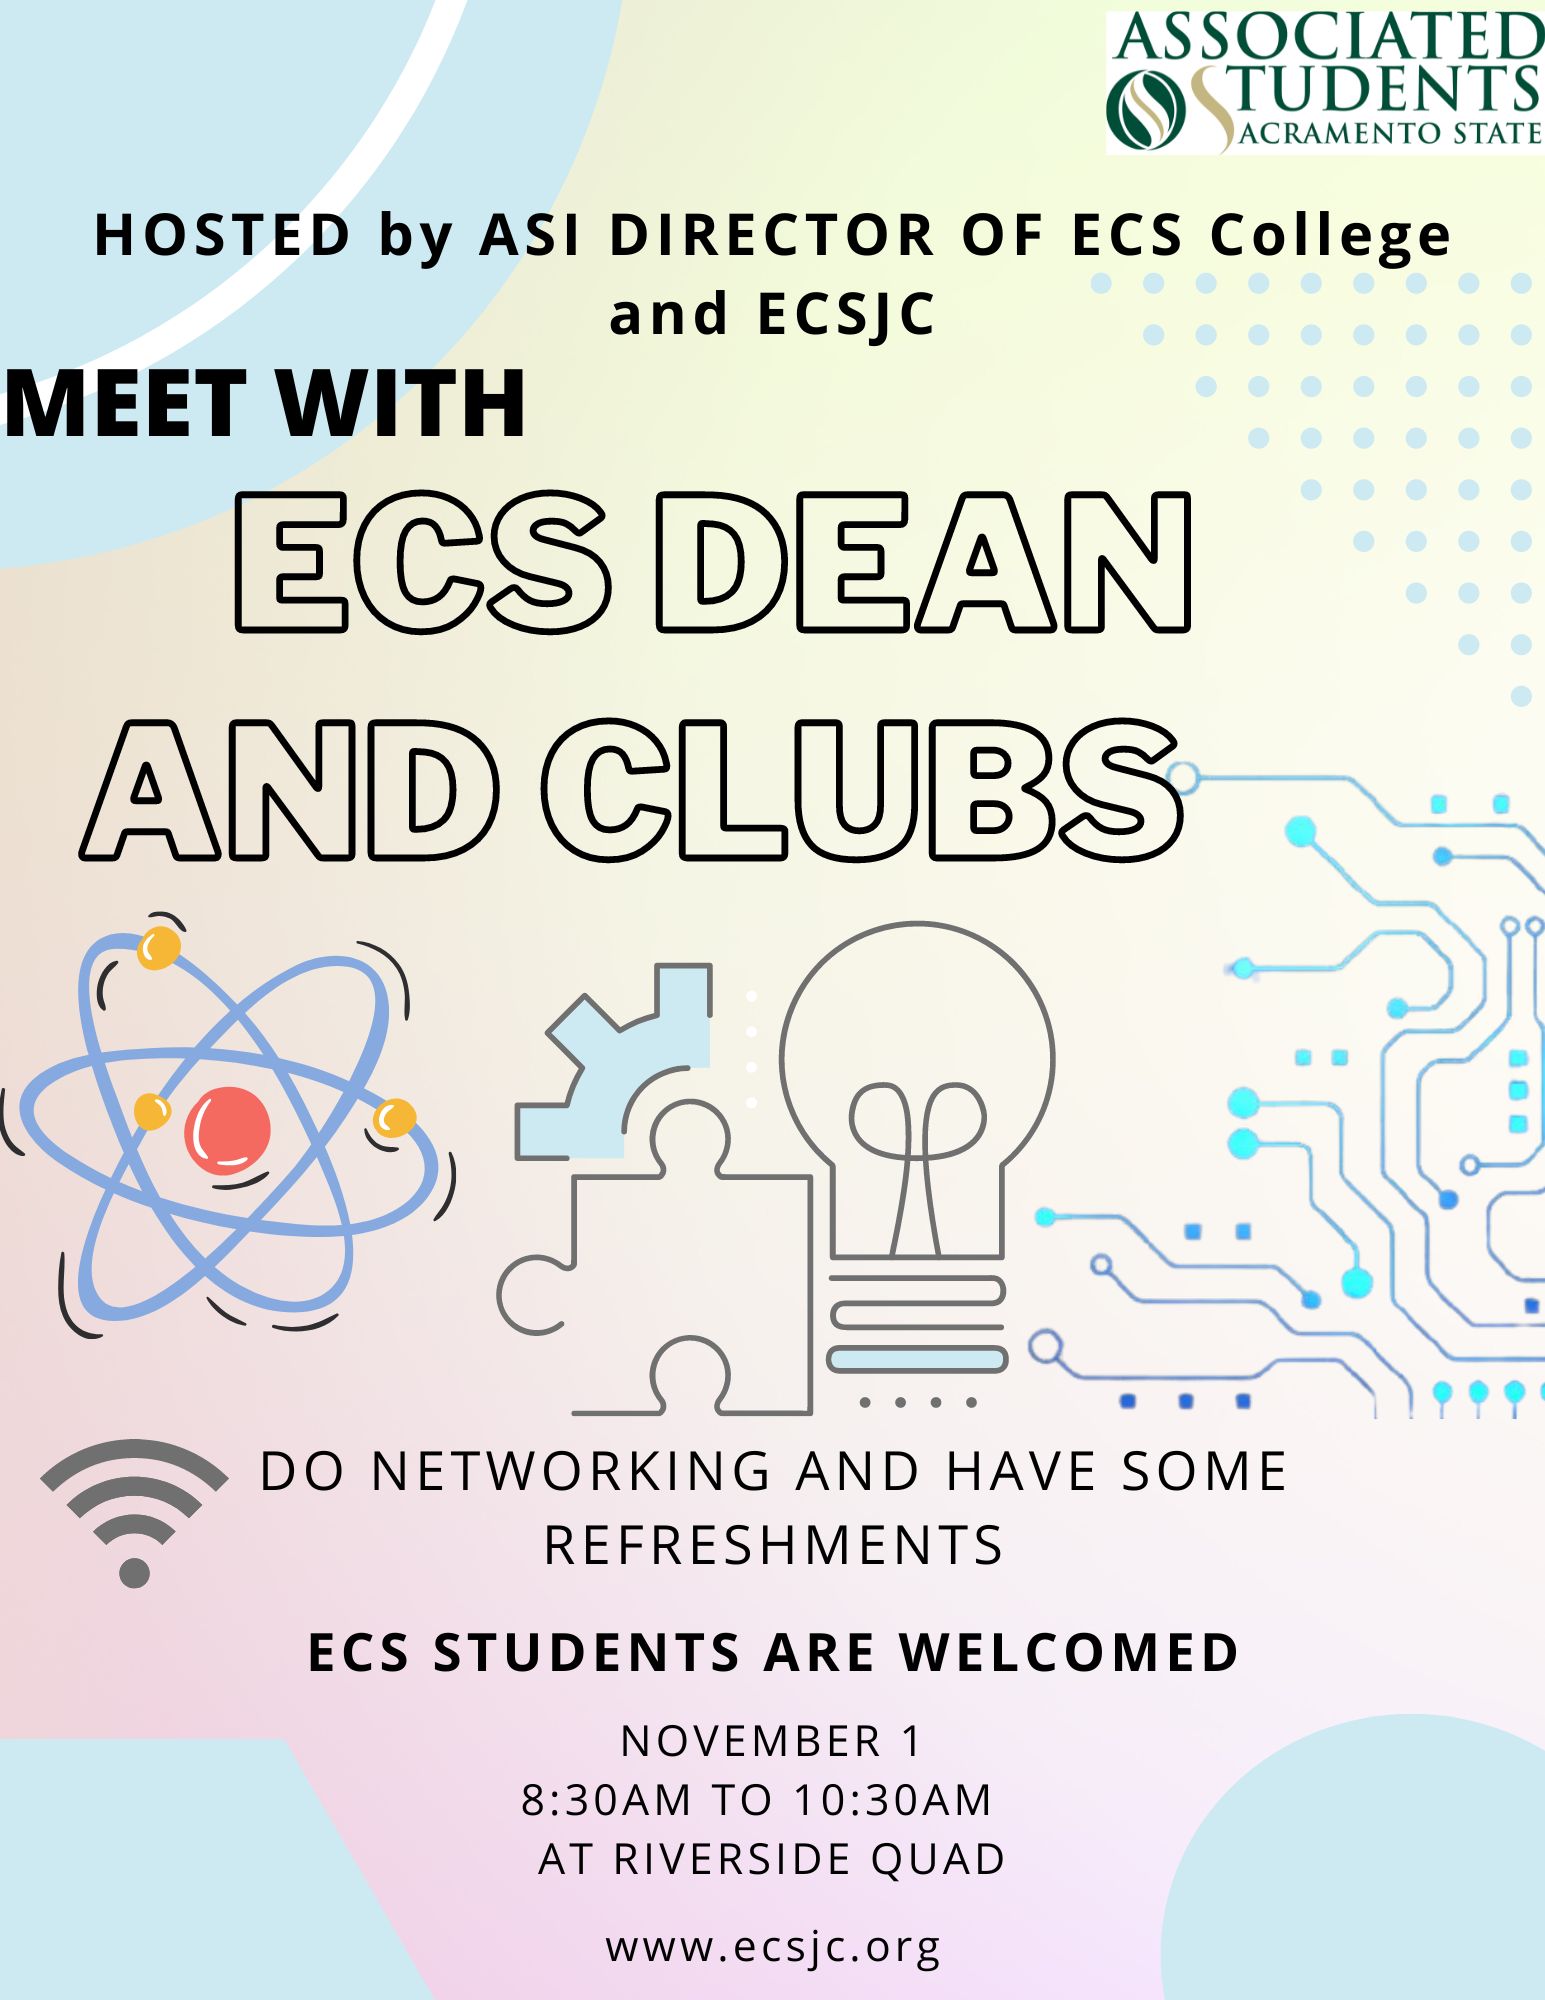 ASSOCIATED
STUDENTS
SACRAMENTO STATE
HOSTED by ASI DIRECTOR OF ECS College
and ECSJC
MEET WITH
ECS DEAN
AND CLUBS
DO NETWORKING AND HAVE SOME
REFRESHMENTS
ECS STUDENTS ARE WELCOMED
NOVEMBER 1
8:30AM TO 10:30AM
AT RIVERSIDE QUAD
www.ecsjc.org